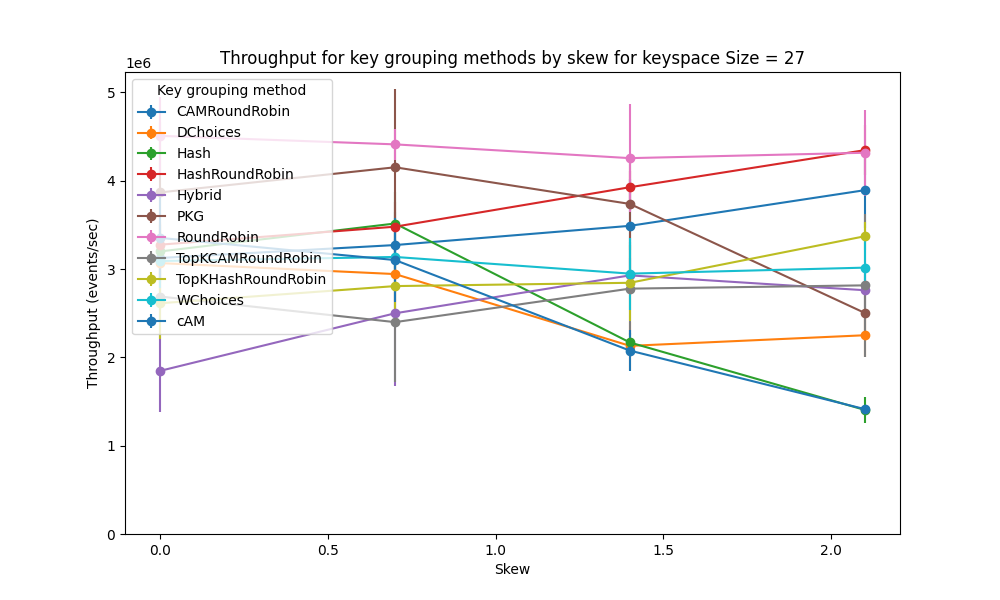 Throughput for key grouping methods by skew for keyspace Size = 27
1e6
Key grouping method
CAMRoundRobin
DChoices
Hash
HashRoundRobin
Hybrid
PKG
RoundRobin
TopKCAMRoundRobin
TopKHashRoundRobin
WChoices
cAM
Throughput (events/sec)
5
4
3
2
1
0
0.0
0.5
1.0
1.5
2.0
Skew